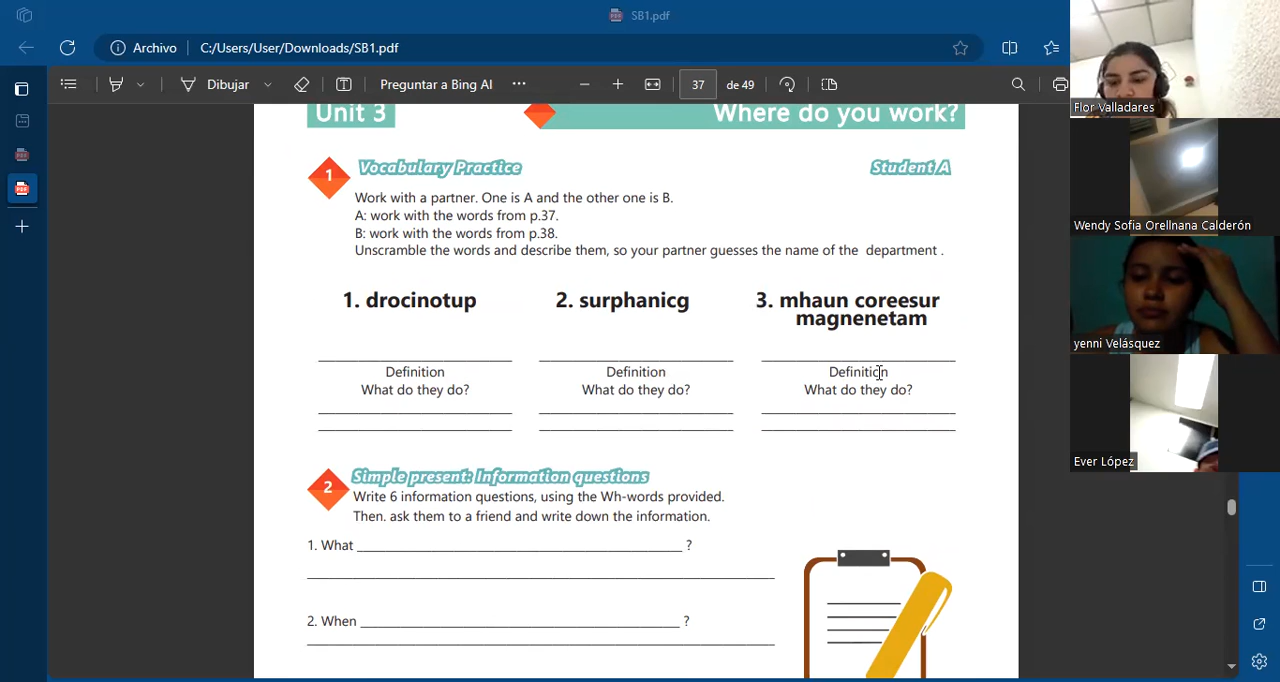 SB1.pdf
Archivo
C:/Users/User/Downloads/SB1.pdf
Dibujar
Preguntar a Bing AI
37
de 49
Unit 3
Where do you work?
1
Vocabulary Practice
Student A
Work with a partner. One is A and the other one is B.
A: work with the words from p.37.
B: work with the words from p.38.
Unscramble the words and describe them, so your partner guesses the name of the department .
1. drocinotup
2. surphanicg
3. mhaun coreesur
magnenetam
Definition
What do they do?
Definition
What do they do?
Definition
What do they do?
2
Simple present: Information questions
Write 6 information questions, using the Wh-words provided.
Then. ask them to a friend and write down the information.
1. What ?
2. When ?
Flor Valladares
Wendy Sofia Orellnana Calderón
yenni Velásquez
Ever López